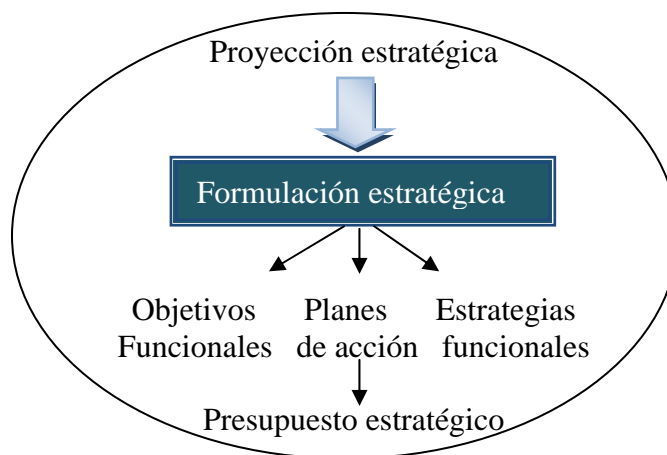 Proyección estratégica
Formulación estratégica
Objetivos Planes Estrategias
Funcionales de acción funcionales
Presupuesto estratégico